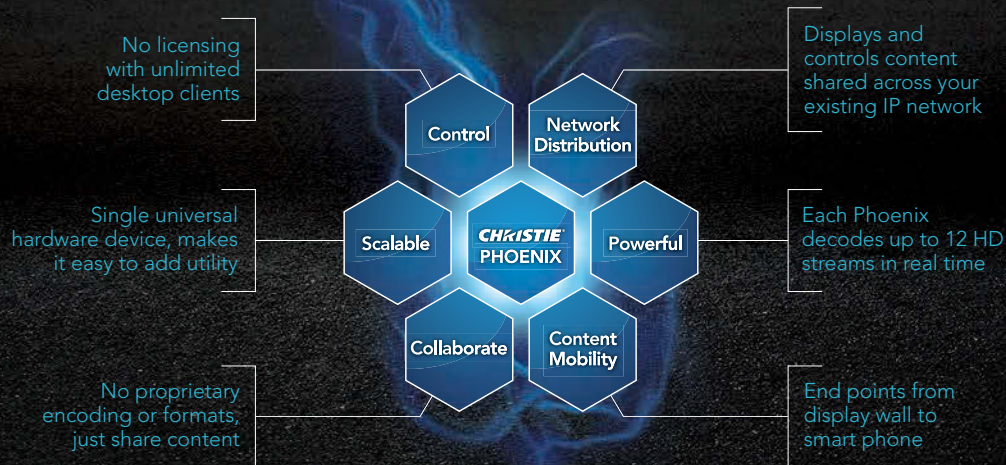 No licensing
with unlimited
desktop clients
Control
Network
Distribution
Displays and
controls content
shared across your
existing IP network
Single universal
hardware device, makes
it easy to add utility
Scalable
CHRISTIE®
PHOENIX
Powerful
Each Phoenix
decodes up to 12 HD
streams in real time
No proprietary
encoding or formats,
just share content
Collaborate
Content
Mobility
End points from
display wall to
smart phone